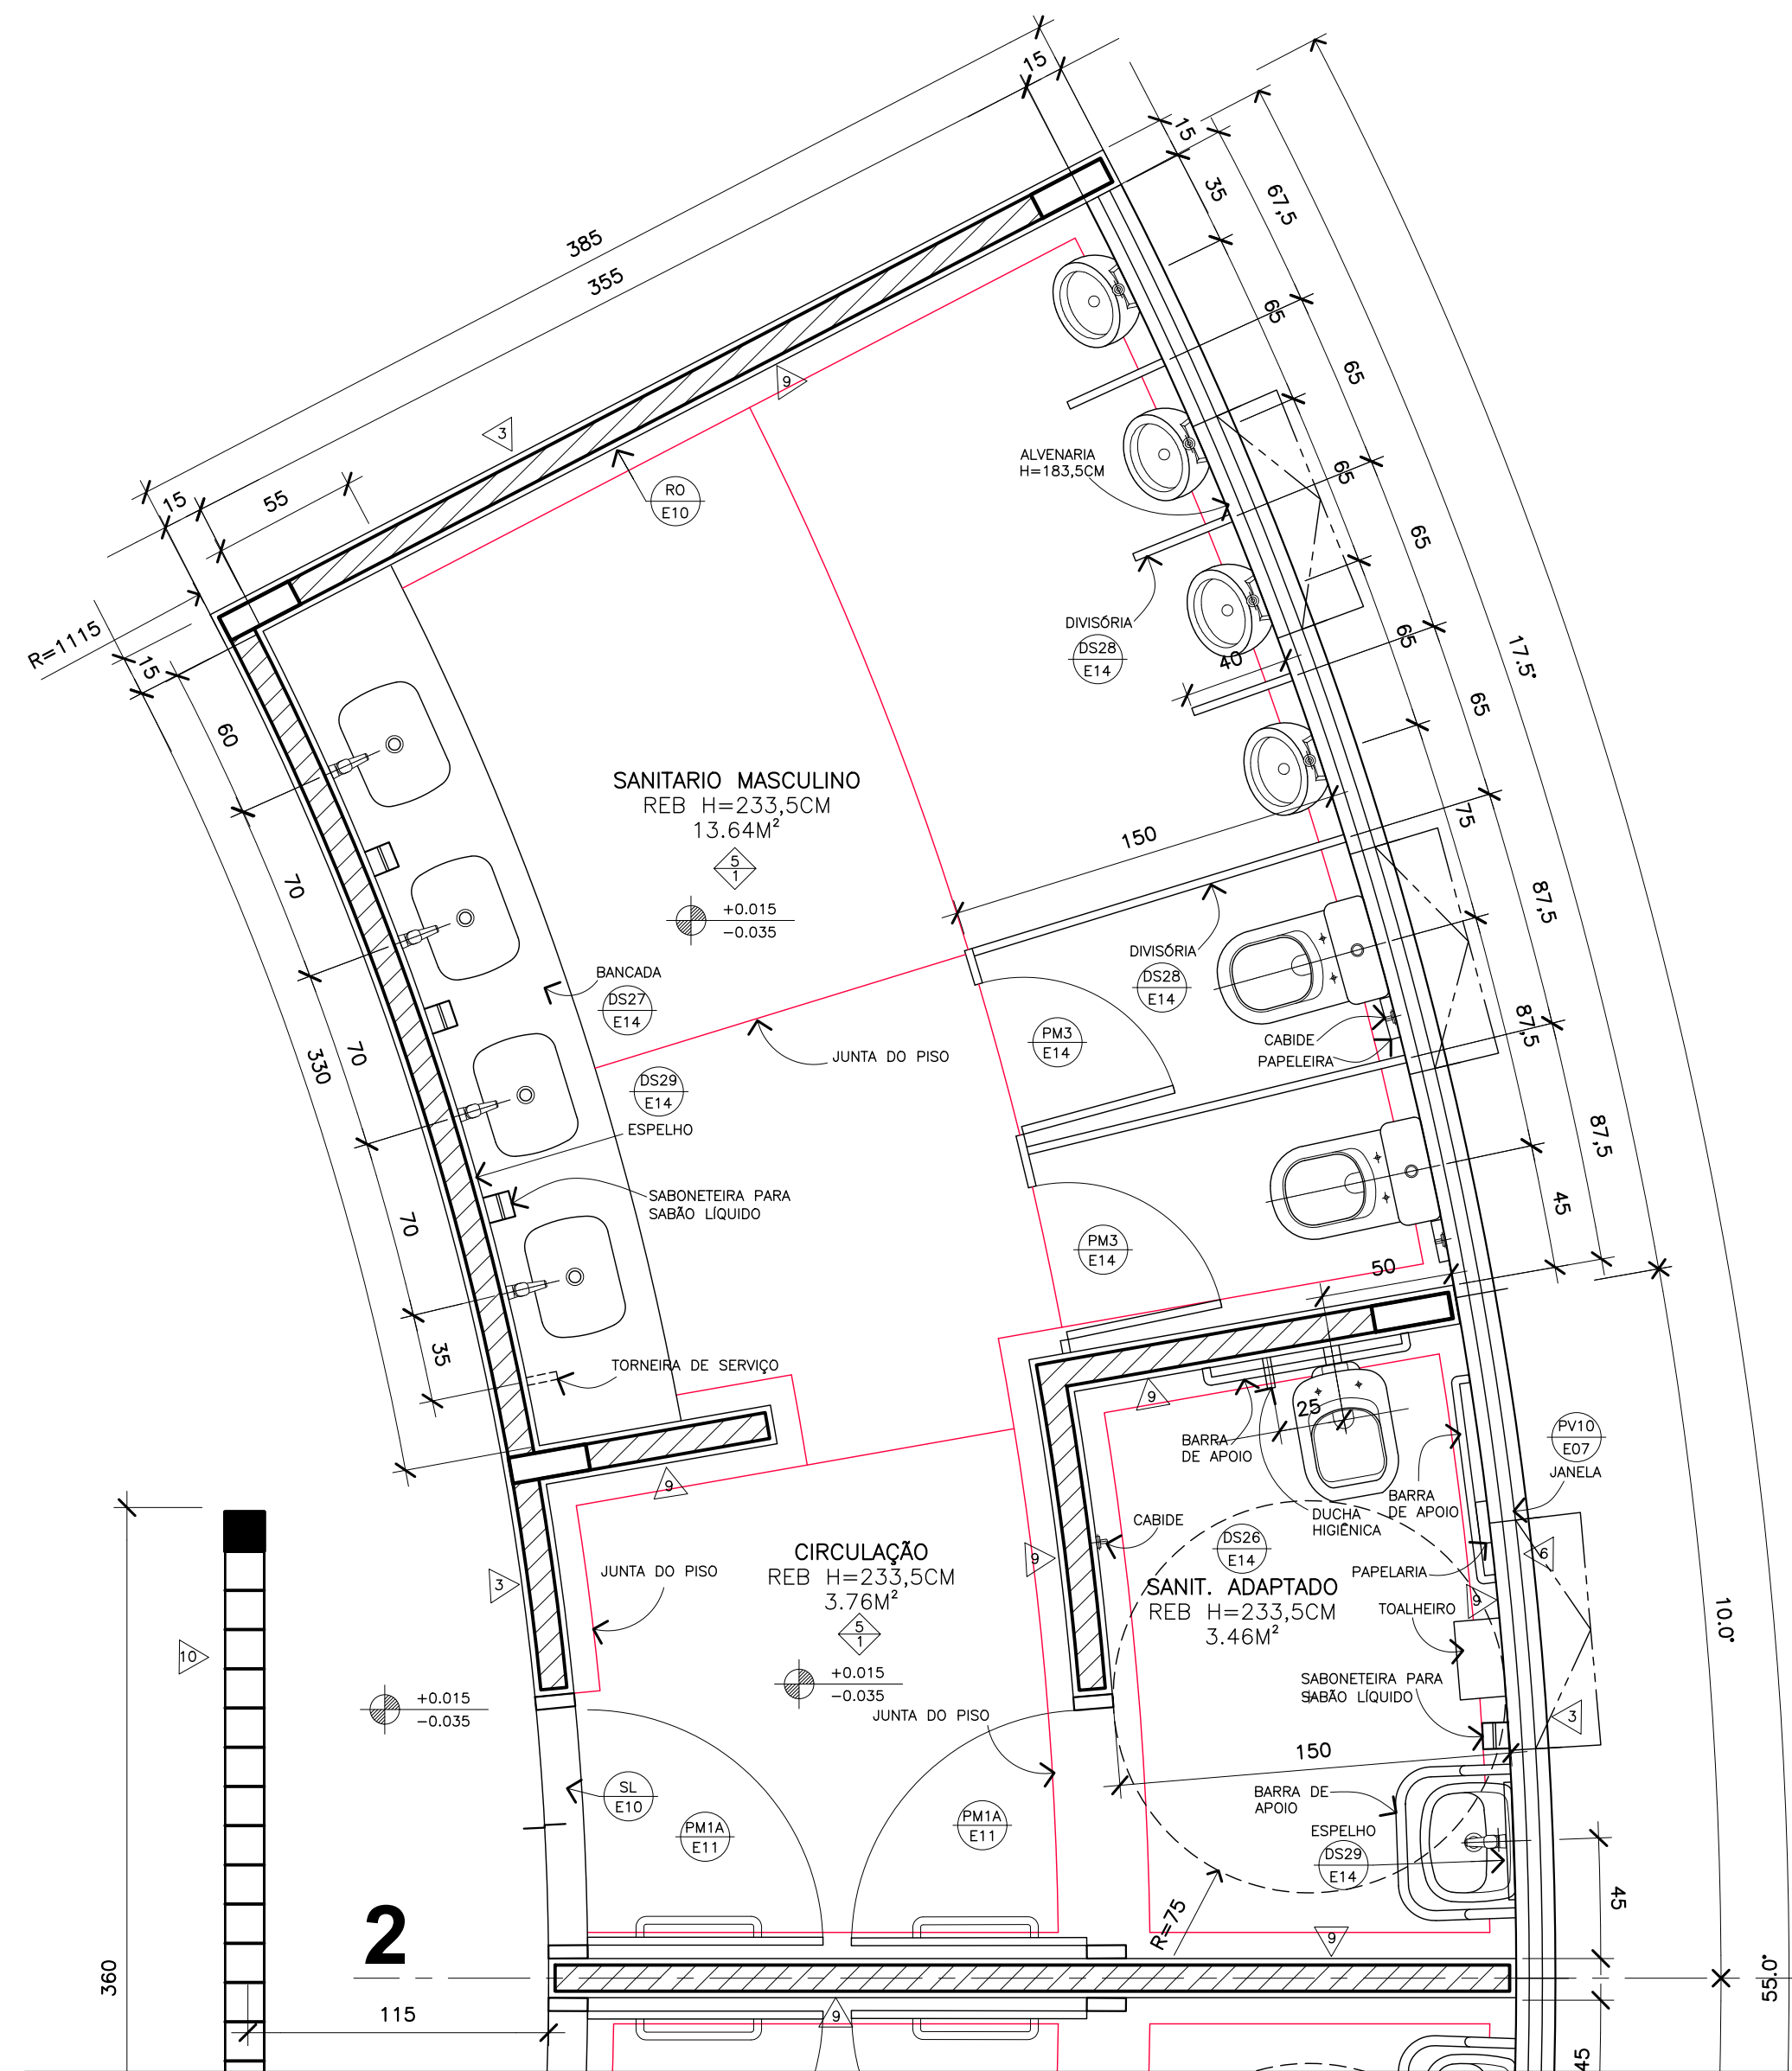 15
385
355
15
35
67,5
65
65
65
65
65
65
75
87,5
87,5
87,5
45
17.5°
10.0°
55.0°
15
55
R=1115
15
60
70
70
70
35
330
3
9
RO
E10
ALVENARIA
H=183,5CM
DIVISÓRIA
DS28
E14
40
SANITARIO MASCULINO
REB H=233,5CM
13.64M²
5
1
+0.015
-0.035
150
BANCADA
DS27
E14
DIVISÓRIA
DS28
E14
JUNTA DO PISO
PM3
E14
CABIDE
PAPELEIRA
DS29
E14
ESPELHO
SABONETEIRA PARA
SABÃO LÍQUIDO
PM3
E14
50
TORNEIRA DE SERVIÇO
9
25
BARRA
DE APOIO
PV10
E07
JANELA
9
BARRA
DE APOIO
DUCHA
HIGIÊNICA
CABIDE
DS26
E14
CIRCULAÇÃO
REB H=233,5CM
3.76M²
5
1
+0.015
-0.035
9
6
JUNTA DO PISO
3
PAPELARIA
SANIT. ADAPTADO
REB H=233,5CM
3.46M²
9
TOALHEIRO
10
SABONETEIRA PARA
SABÃO LÍQUIDO
+0.015
-0.035
JUNTA DO PISO
3
150
SL
E10
BARRA DE
APOIO
PM1A
E11
PM1A
E11
ESPELHO
DS29
E14
45
R=75
9
2
360
115
9
45